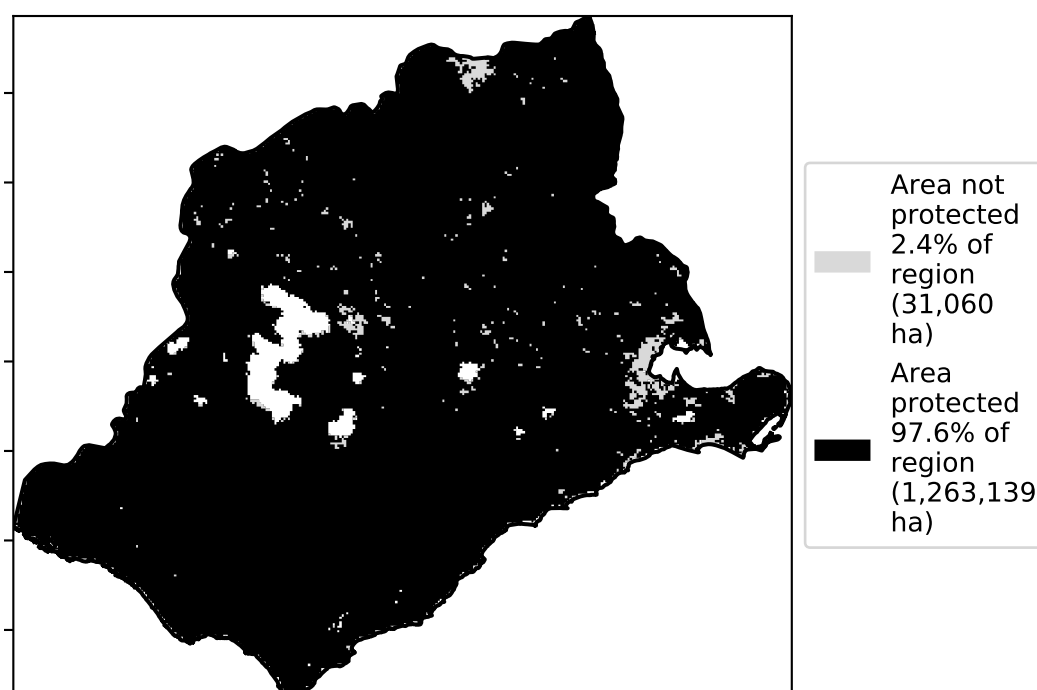 Area not
protected
2.4% of
region
(31,060
ha)
Area
protected
97.6% of
region
(1,263,139
ha)